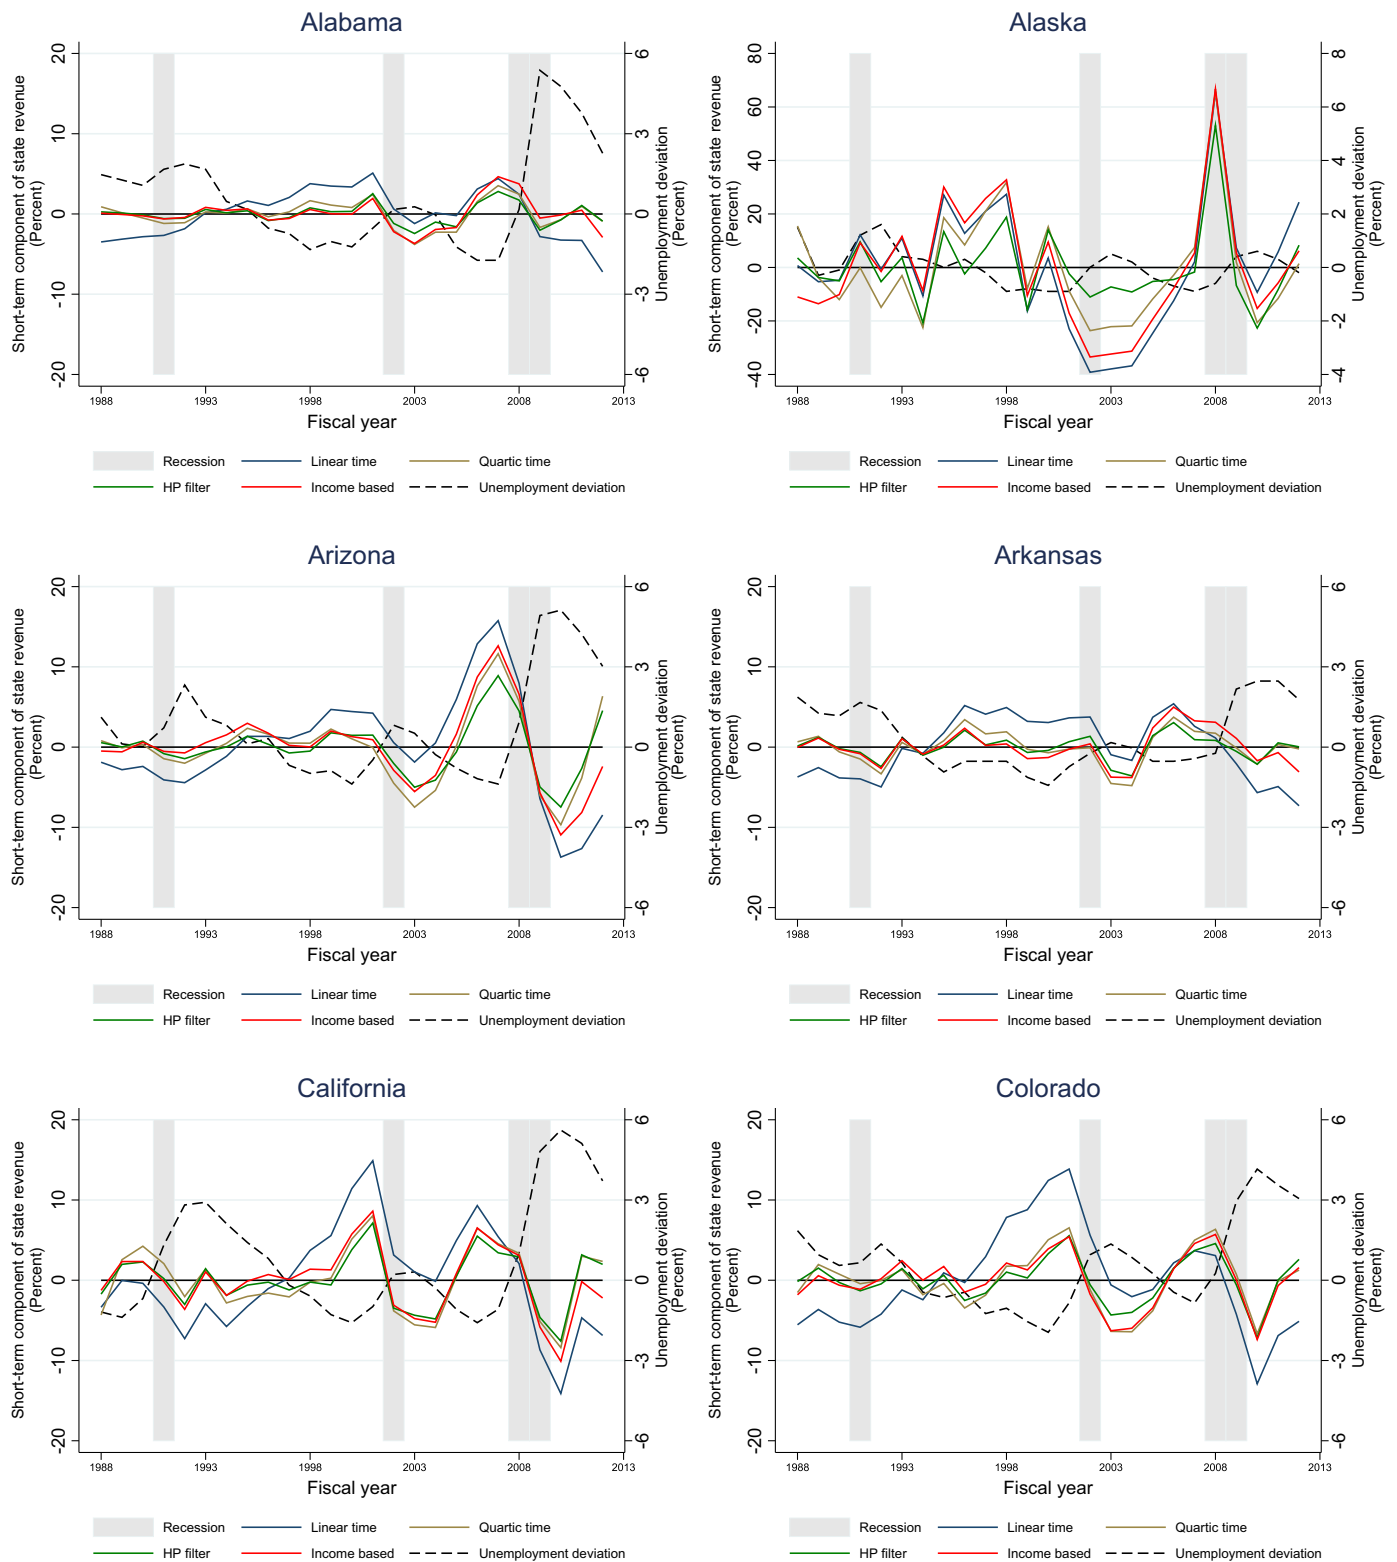 Alabama
Short-term component of state revenue
(Percent)
20
10
0
-10
-20
6
3
0
-3
-6
Unemployment deviation
(Percent)
1988 1993 1998 2003 2008 2013
Fiscal year
Recession Linear time Quartic time
HP filter Income based Unemployment deviation
Alaska
Short-term component of state revenue
(Percent)
80
60
40
20
0
-20
-40
8
6
4
2
0
-2
-4
Unemployment deviation
(Percent)
1988 1993 1998 2003 2008 2013
Fiscal year
Recession Linear time Quartic time
HP filter Income based Unemployment deviation
Arizona
Short-term component of state revenue
(Percent)
20
10
0
-10
-20
6
3
0
-3
-6
Unemployment deviation
(Percent)
1988 1993 1998 2003 2008 2013
Fiscal year
Recession Linear time Quartic time
HP filter Income based Unemployment deviation
Arkansas
Short-term component of state revenue
(Percent)
20
10
0
-10
-20
6
3
0
-3
-6
Unemployment deviation
(Percent)
1988 1993 1998 2003 2008 2013
Fiscal year
Recession Linear time Quartic time
HP filter Income based Unemployment deviation
California
Short-term component of state revenue
(Percent)
20
10
0
-10
-20
6
3
0
-3
-6
Unemployment deviation
(Percent)
1988 1993 1998 2003 2008 2013
Fiscal year
Recession Linear time Quartic time
HP filter Income based Unemployment deviation
Colorado
Short-term component of state revenue
(Percent)
20
10
0
-10
-20
6
3
0
-3
-6
Unemployment deviation
(Percent)
1988 1993 1998 2003 2008 2013
Fiscal year
Recession Linear time Quartic time
HP filter Income based Unemployment deviation